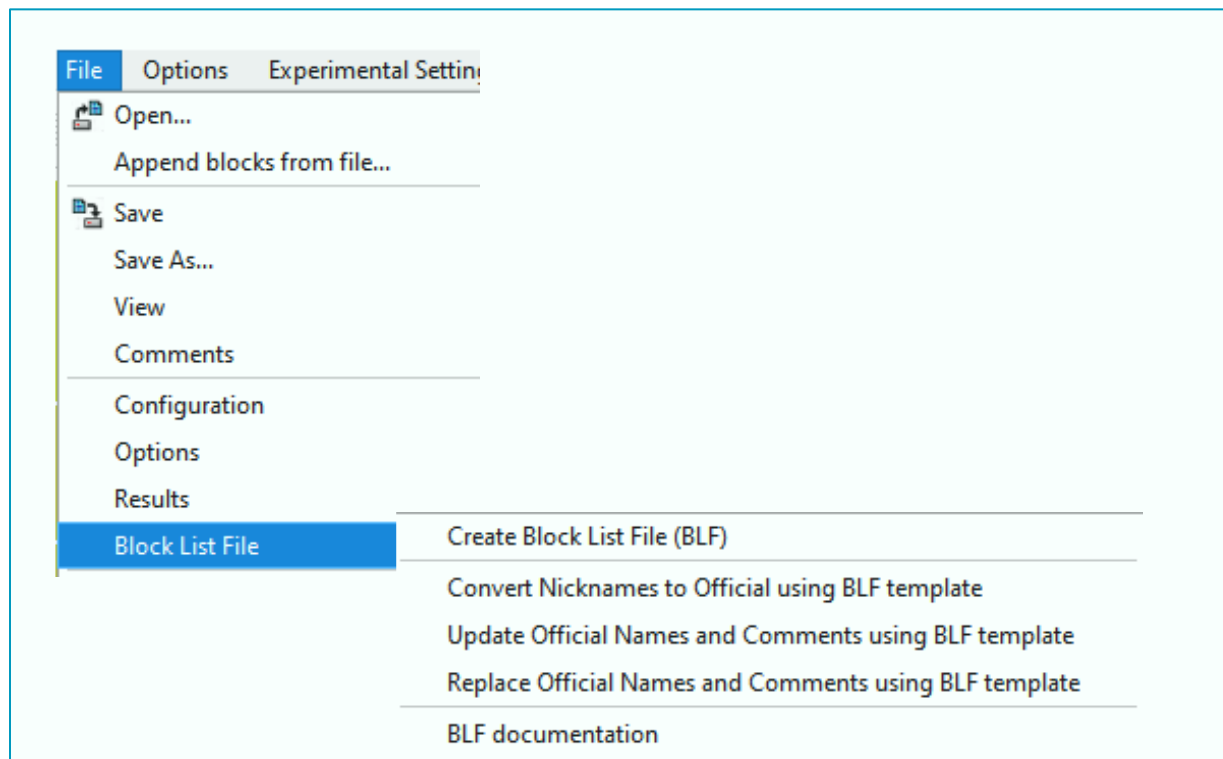 File Options Experimental Settin
Open...
Append blocks from file...
Save
Save As...
View
Comments
Configuration
Options
Results
Block List File
Create Block List File (BLF)
Convert Nicknames to Official using BLF template
Update Official Names and Comments using BLF template
Replace Official Names and Comments using BLF template
BLF documentation